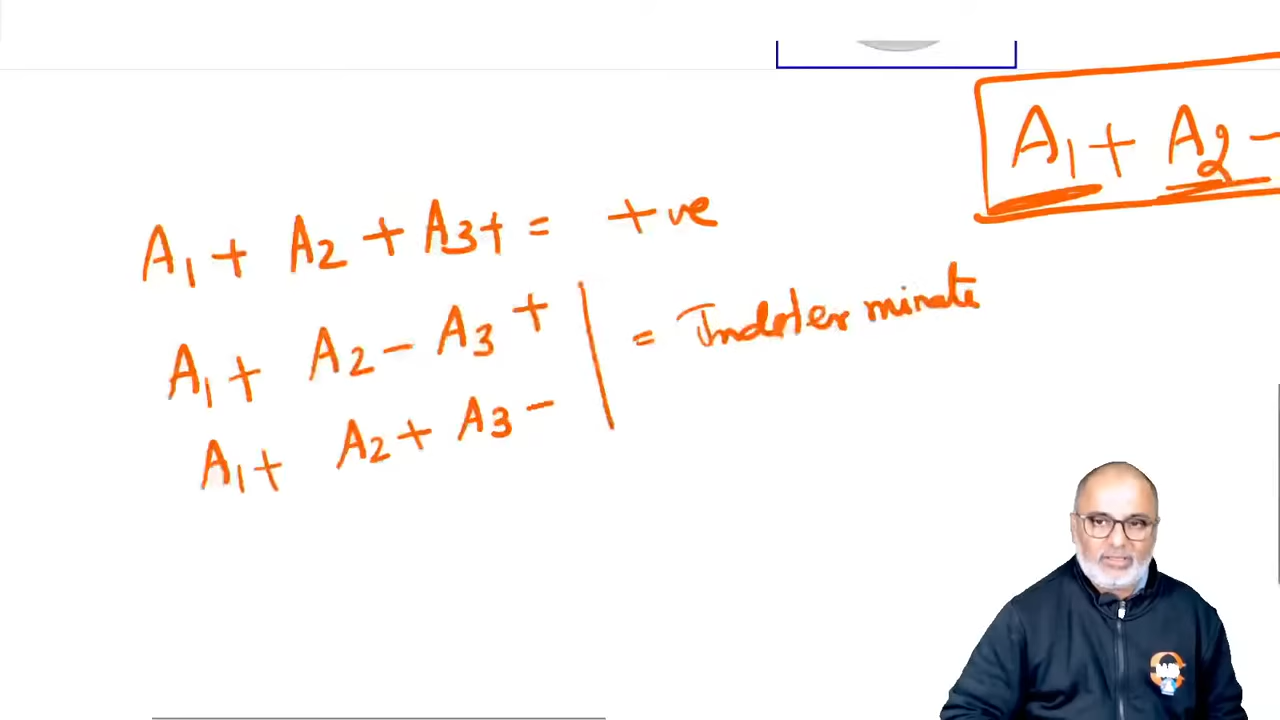 A1+ A2 -
A1+ A2+ A3+ = +ve
A1+ A2- A3+ = Indeterminate
A1+ A2+ A3-